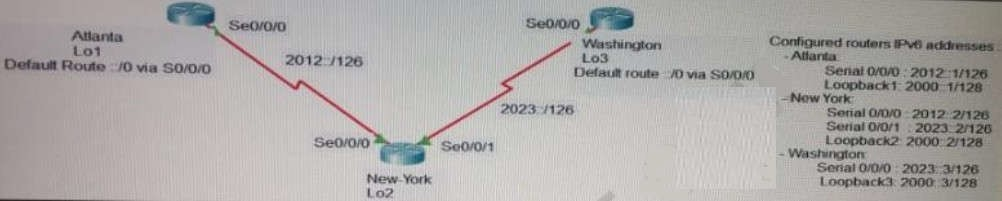 Se0/0/0
Atlanta
Lo1
Default Route ::/0 via S0/0/0
2012::/126
Se0/0/0
Washington
Lo3
Default route ::/0 via S0/0/0
2023::/126
Se0/0/0
Se0/0/1
New-York
Lo2
Configured routers IPv6 addresses:
- Atlanta:
Serial 0/0/0 : 2012::1/126
Loopback1: 2000::1/128
- New York:
Serial 0/0/0 : 2012::2/126
Serial 0/0/1 : 2023::2/126
Loopback2: 2000::2/128
- Washington:
Serial 0/0/0 : 2023::3/126
Loopback3: 2000::3/128